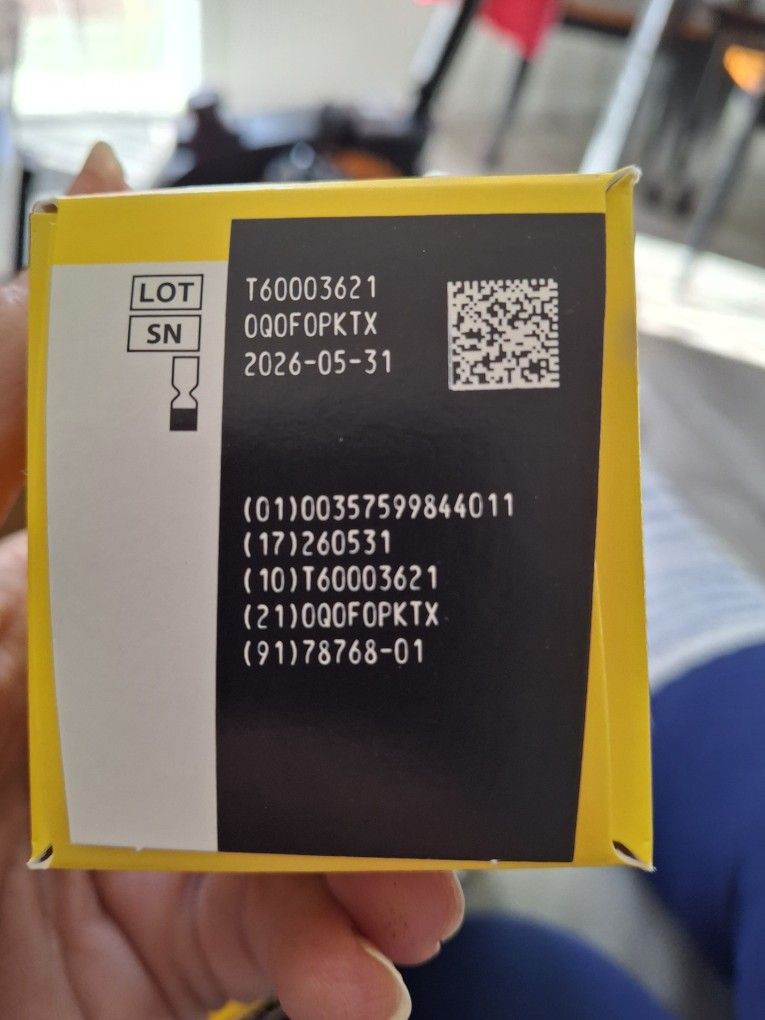 LOT T60003621
SN 0Q0F0PKTX
2026-05-31
(01)00357599844011
(17)260531
(10)T60003621
(21)0Q0F0PKTX
(91)78768-01